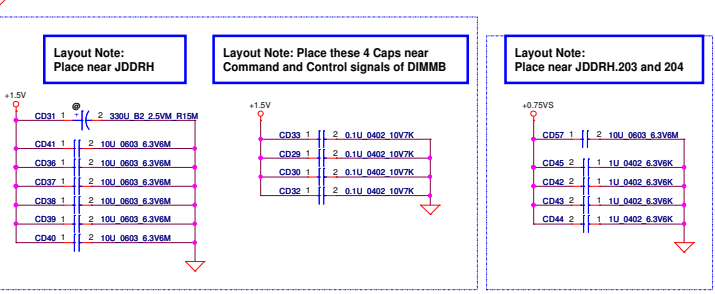 Layout Note:
Place near JDDRH
+1.5V
@
CD31 1 + 2 330U_B2_2.5VM_R15M
CD41 1 2 10U_0603_6.3V6M
CD36 1 2 10U_0603_6.3V6M
CD37 1 2 10U_0603_6.3V6M
CD38 1 2 10U_0603_6.3V6M
CD39 1 2 10U_0603_6.3V6M
CD40 1 2 10U_0603_6.3V6M
Layout Note: Place these 4 Caps near
Command and Control signals of DIMMB
+1.5V
CD33 1 2 0.1U_0402_10V7K
CD29 1 2 0.1U_0402_10V7K
CD30 1 2 0.1U_0402_10V7K
CD32 1 2 0.1U_0402_10V7K
Layout Note:
Place near JDDRH.203 and 204
+0.75VS
CD57 1 2 10U_0603_6.3V6M
CD45 2 1 1U_0402_6.3V6K
CD42 2 1 1U_0402_6.3V6K
CD43 2 1 1U_0402_6.3V6K
CD44 2 1 1U_0402_6.3V6K